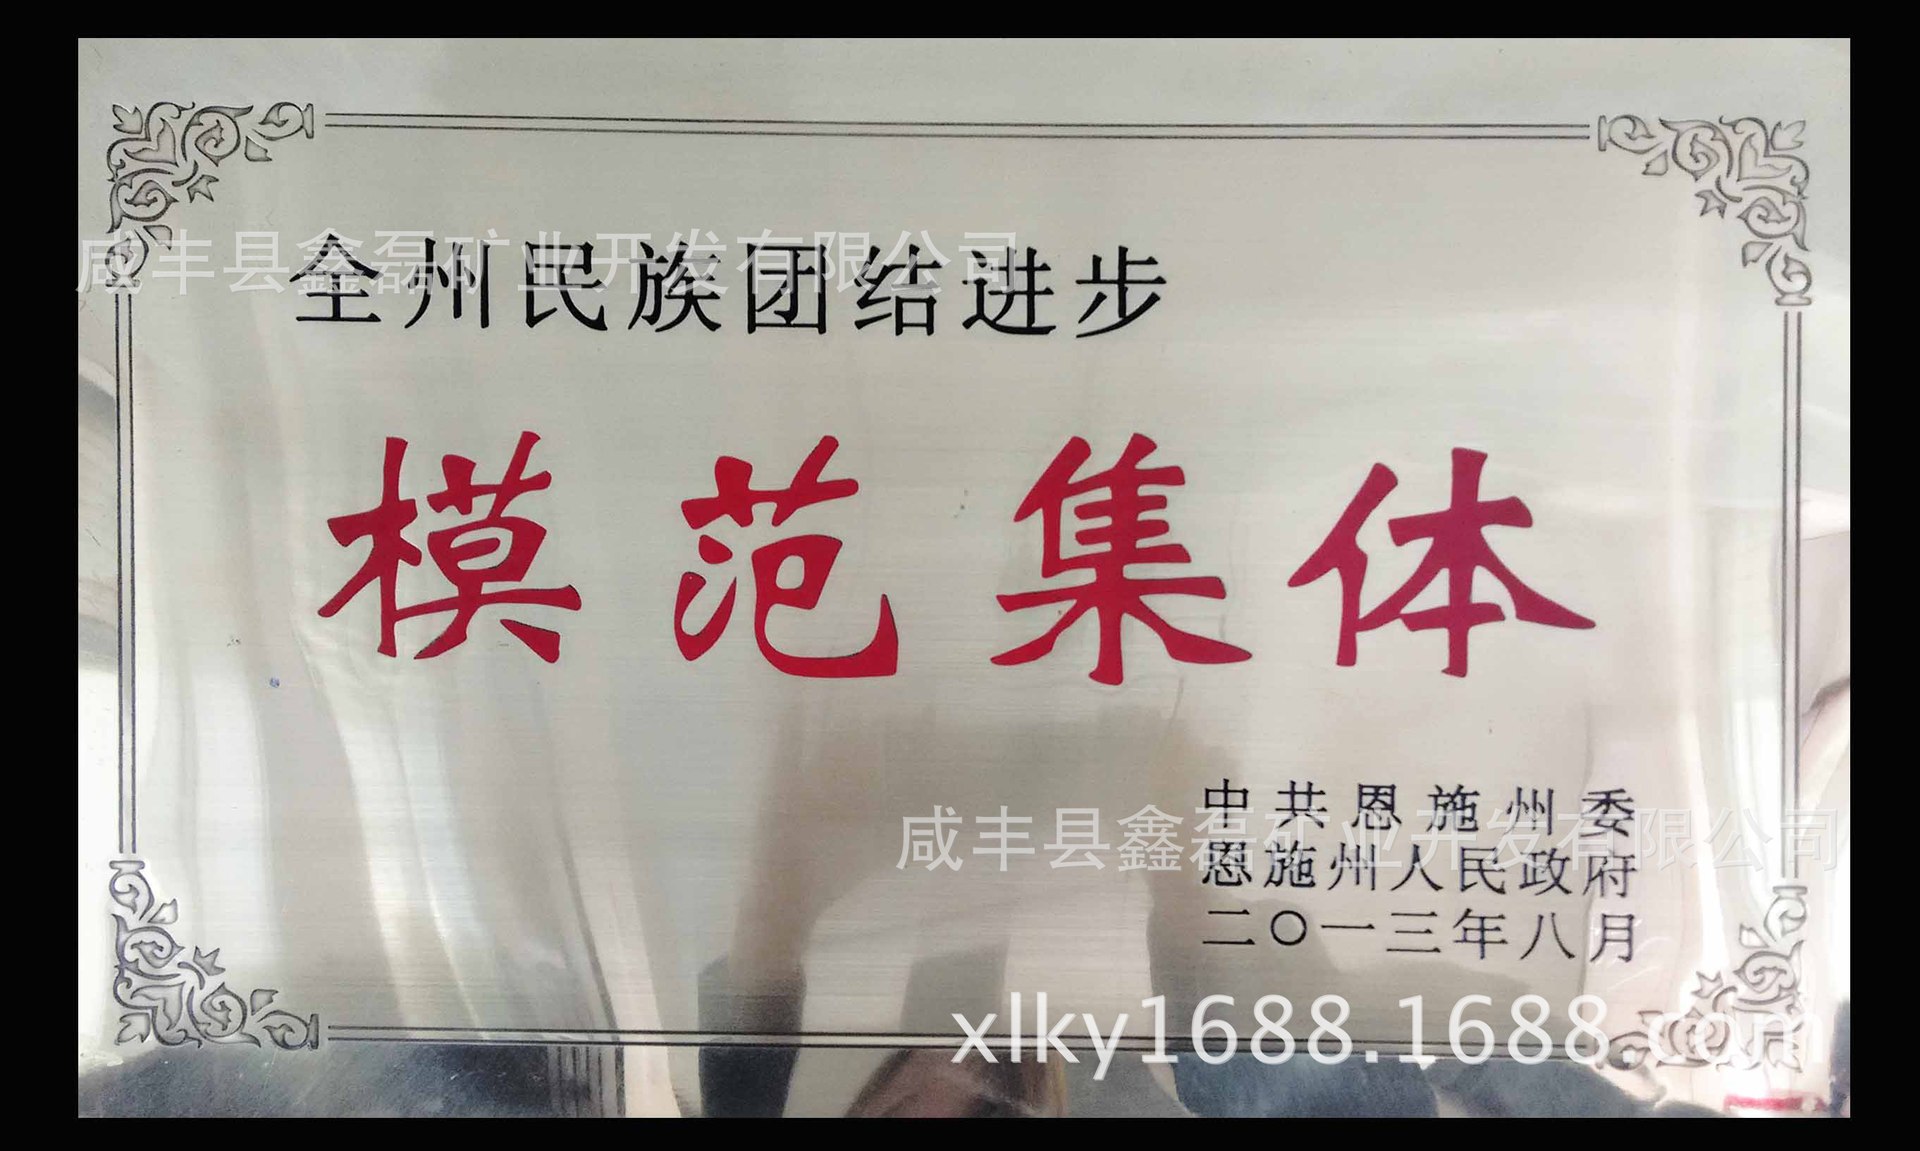 咸丰县鑫磊矿业开发有限公司
全州民族团结进步
模范集体
中共恩施州委
咸丰县鑫磊矿业开发有限公司
恩施州人民政府
二〇一三年八月
xlky1688.1688.com